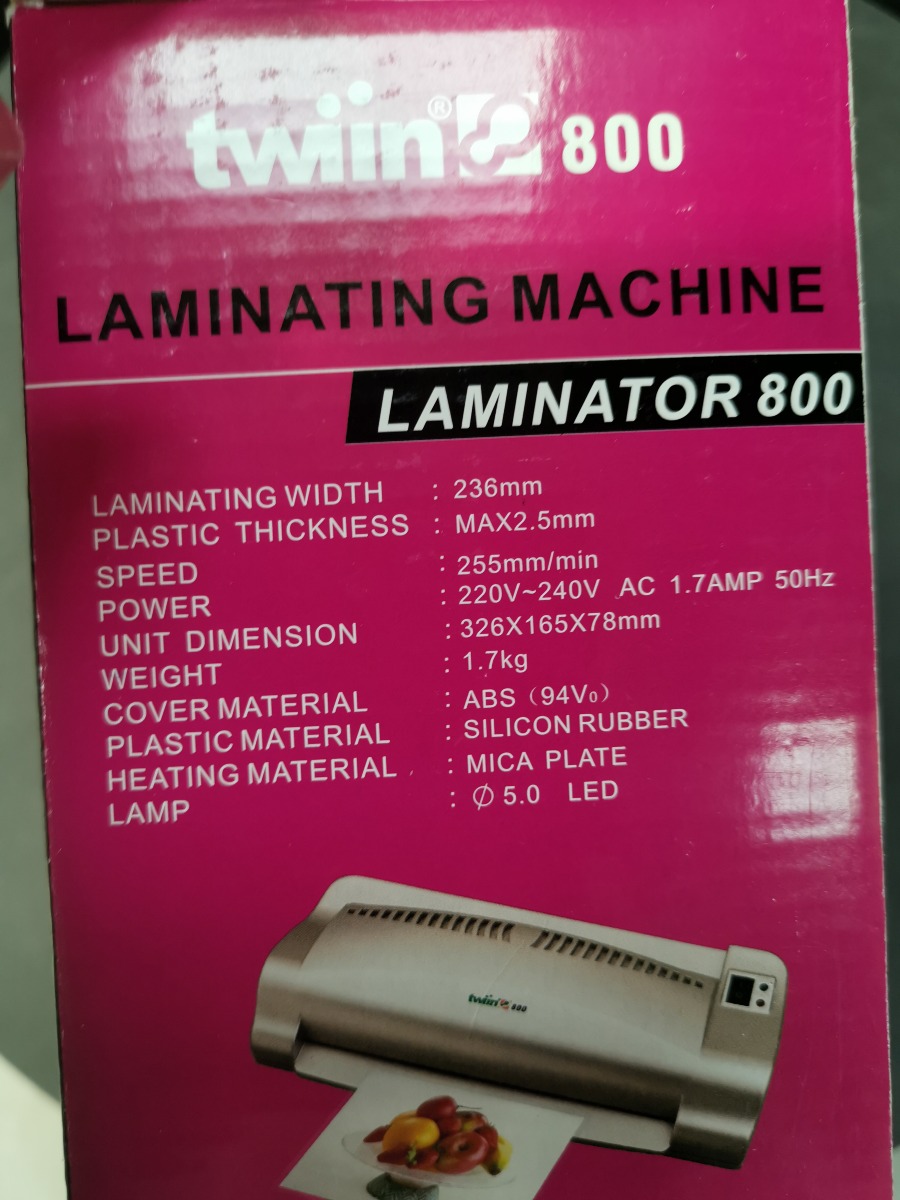 twiin® 800
LAMINATING MACHINE
LAMINATOR 800
LAMINATING WIDTH : 236mm
PLASTIC THICKNESS : MAX2.5mm
SPEED : 255mm/min
POWER : 220V~240V AC 1.7AMP 50Hz
UNIT DIMENSION : 326X165X78mm
WEIGHT : 1.7kg
COVER MATERIAL : ABS (94V₀)
PLASTIC MATERIAL : SILICON RUBBER
HEATING MATERIAL : MICA PLATE
LAMP : ∅ 5.0 LED
twiin 800